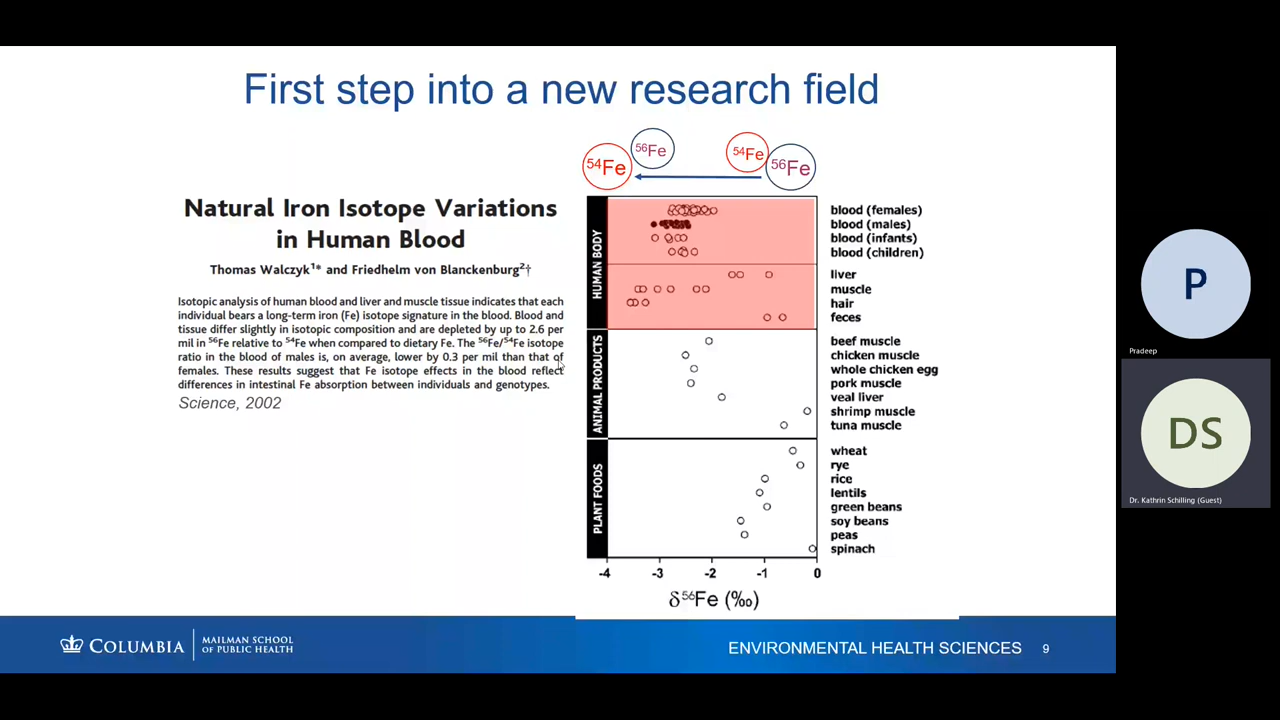 First step into a new research field
54Fe
56Fe
54Fe
56Fe
Natural Iron Isotope Variations
in Human Blood
Thomas Walczyk1* and Friedhelm von Blanckenburg2†
Isotopic analysis of human blood and liver and muscle tissue indicates that each
individual bears a long-term iron (Fe) isotope signature in the blood. Blood and
tissue differ slightly in isotopic composition and are depleted by up to 2.6 per
mil in 56Fe relative to 54Fe when compared to dietary Fe. The 56Fe/54Fe isotope
ratio in the blood of males is, on average, lower by 0.3 per mil than that of
females. These results suggest that Fe isotope effects in the blood reflect
differences in intestinal Fe absorption between individuals and genotypes.
Science, 2002
HUMAN BODY
blood (females)
blood (males)
blood (infants)
blood (children)
liver
muscle
hair
feces
ANIMAL PRODUCTS
beef muscle
chicken muscle
whole chicken egg
pork muscle
veal liver
shrimp muscle
tuna muscle
PLANT FOODS
wheat
rye
rice
lentils
green beans
soy beans
peas
spinach
-4 -3 -2 -1 0
δ56Fe (‰)
COLUMBIA
MAILMAN SCHOOL
OF PUBLIC HEALTH
ENVIRONMENTAL HEALTH SCIENCES 9
P
Pradeep
DS
Dr. Kathrin Schilling (Guest)